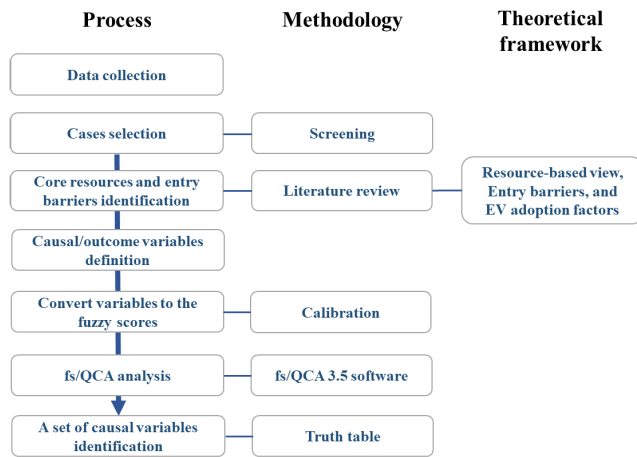 Process
Methodology
Theoretical
framework
Data collection
Cases selection
Screening
Core resources and entry
barriers identification
Literature review
Resource-based view,
Entry barriers, and
EV adoption factors
Causal/outcome variables
definition
Convert variables to the
fuzzy scores
Calibration
fs/QCA analysis
fs/QCA 3.5 software
A set of causal variables
identification
Truth table